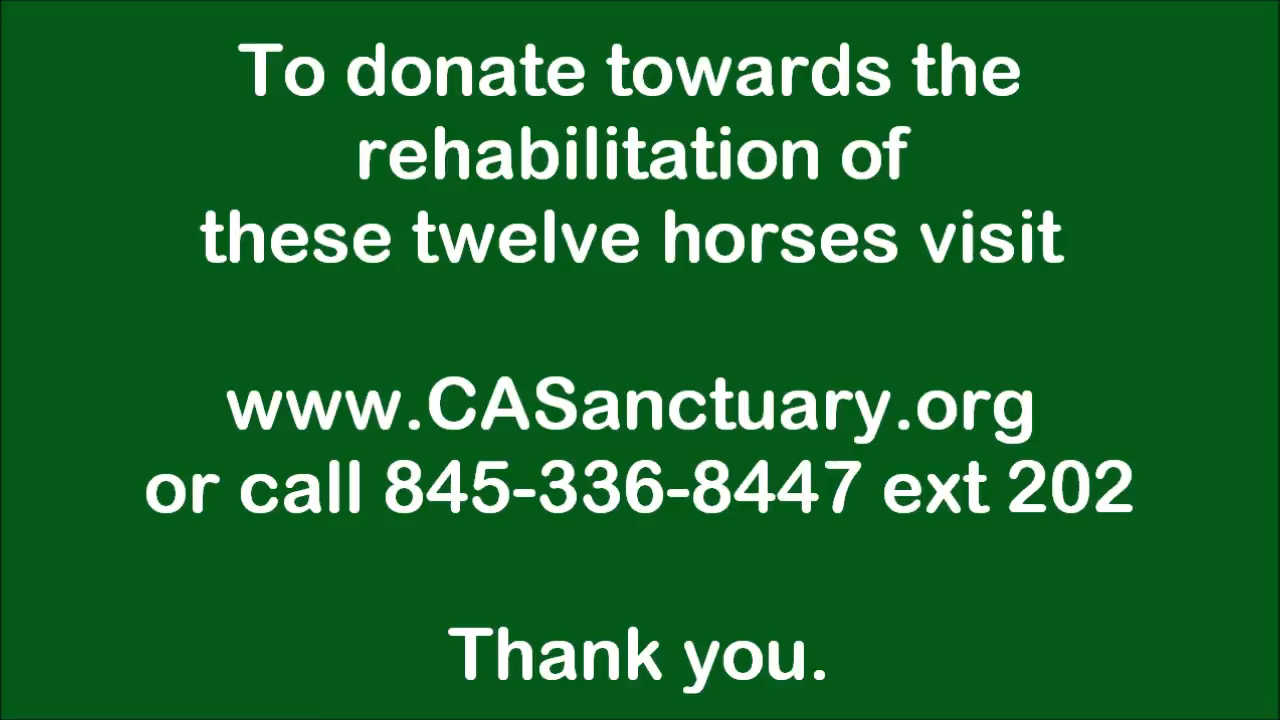 To donate towards the
rehabilitation of
these twelve horses visit
www.CASanctuary.org
or call 845-336-8447 ext 202
Thank you.